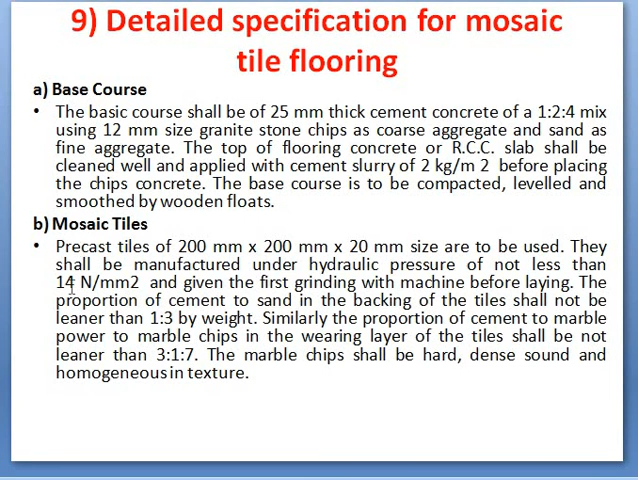 9) Detailed specification for mosaic
tile flooring
a) Base Course
• The basic course shall be of 25 mm thick cement concrete of a 1:2:4 mix
using 12 mm size granite stone chips as coarse aggregate and sand as
fine aggregate. The top of flooring concrete or R.C.C. slab shall be
cleaned well and applied with cement slurry of 2 kg/m 2 before placing
the chips concrete. The base course is to be compacted, levelled and
smoothed by wooden floats.
b) Mosaic Tiles
• Precast tiles of 200 mm x 200 mm x 20 mm size are to be used. They
shall be manufactured under hydraulic pressure of not less than
14 N/mm2 and given the first grinding with machine before laying. The
proportion of cement to sand in the backing of the tiles shall not be
leaner than 1:3 by weight. Similarly the proportion of cement to marble
power to marble chips in the wearing layer of the tiles shall be not
leaner than 3:1:7. The marble chips shall be hard, dense sound and
homogeneous in texture.